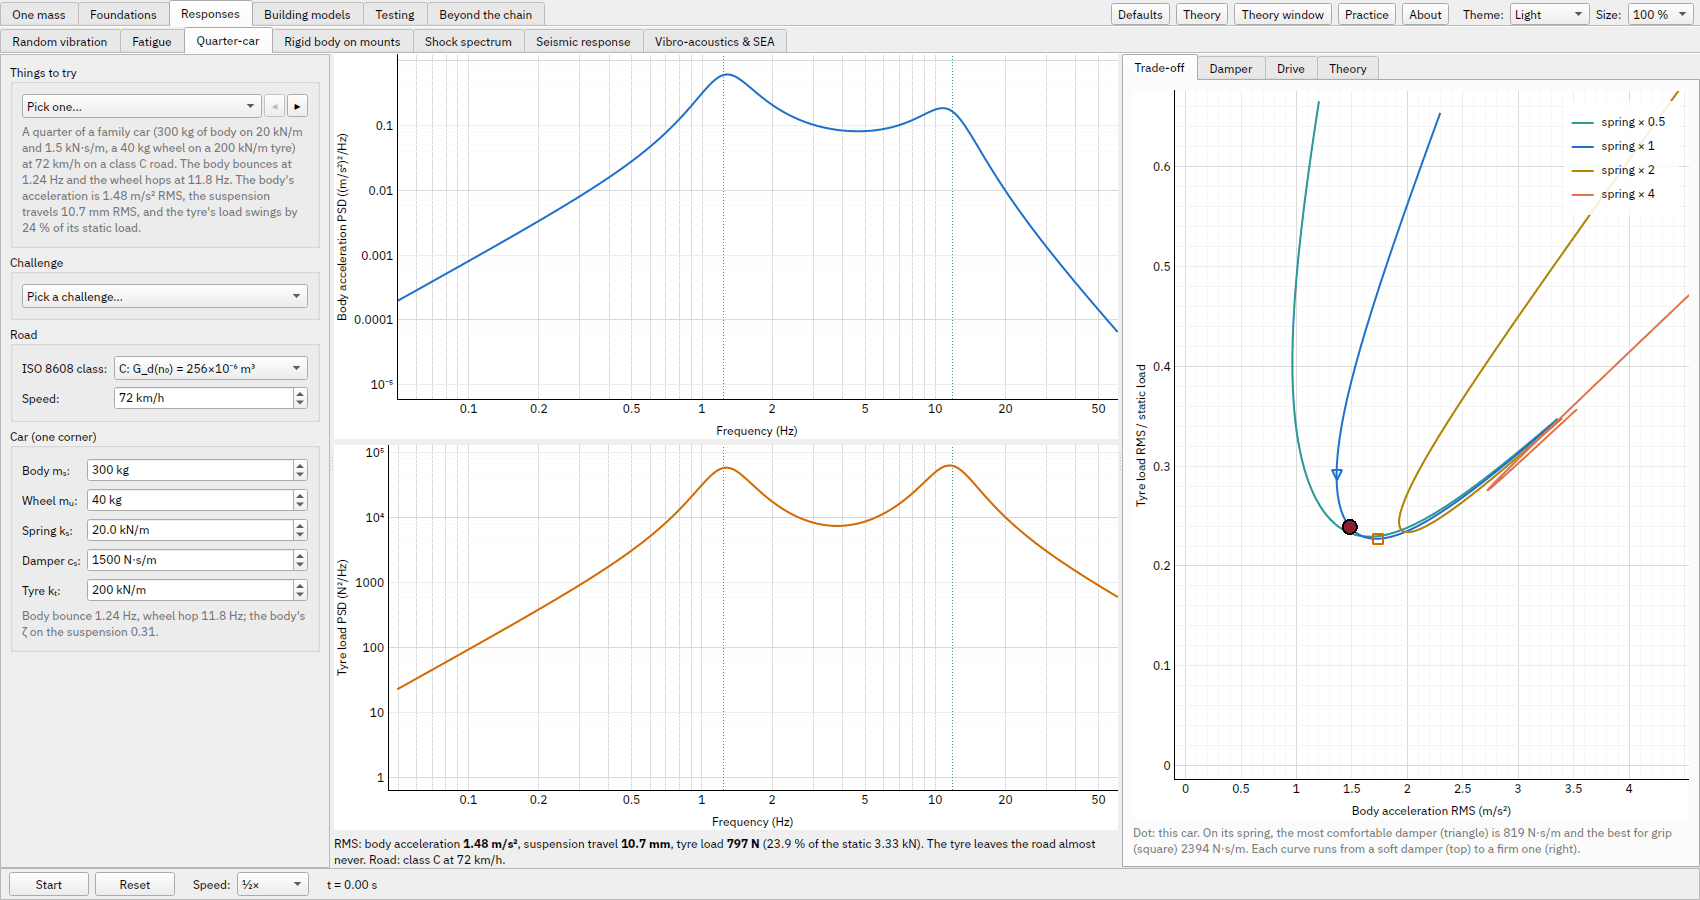 One mass Foundations Responses Building models Testing Beyond the chain Defaults Theory Theory window Practice About Theme: Light Size: 100 %
Random vibration Fatigue Quarter-car Rigid body on mounts Shock spectrum Seismic response Vibro-acoustics & SEA
Things to try
Pick one...
A quarter of a family car (300 kg of body on 20 kN/m
and 1.5 kN·s/m, a 40 kg wheel on a 200 kN/m tyre)
at 72 km/h on a class C road. The body bounces at
1.24 Hz and the wheel hops at 11.8 Hz. The body's
acceleration is 1.48 m/s² RMS, the suspension
travels 10.7 mm RMS, and the tyre's load swings by
24 % of its static load.
Challenge
Pick a challenge...
Road
ISO 8608 class: C: G_d(n₀) = 256×10⁻⁶ m³
Speed: 72 km/h
Car (one corner)
Body mₛ: 300 kg
Wheel mᵤ: 40 kg
Spring kₛ: 20.0 kN/m
Damper cₛ: 1500 N·s/m
Tyre kₜ: 200 kN/m
Body bounce 1.24 Hz, wheel hop 11.8 Hz; the body's
ζ on the suspension 0.31.
Body acceleration PSD ((m/s²)²/Hz)
0.1
0.01
0.001
0.0001
10⁻⁵
0.1 0.2 0.5 1 2 5 10 20 50
Frequency (Hz)
Tyre load PSD (N²/Hz)
10⁵
10⁴
1000
100
10
1
0.1 0.2 0.5 1 2 5 10 20 50
Frequency (Hz)
RMS: body acceleration 1.48 m/s², suspension travel 10.7 mm, tyre load 797 N (23.9 % of the static 3.33 kN). The tyre leaves the road almost
never. Road: class C at 72 km/h.
Trade-off Damper Drive Theory
spring × 0.5
spring × 1
spring × 2
spring × 4
Tyre load RMS / static load
0.6
0.5
0.4
0.3
0.2
0.1
0
0 0.5 1 1.5 2 2.5 3 3.5 4
Body acceleration RMS (m/s²)
Dot: this car. On its spring, the most comfortable damper (triangle) is 819 N·s/m and the best for grip
(square) 2394 N·s/m. Each curve runs from a soft damper (top) to a firm one (right).
Start Reset Speed: ½× t = 0.00 s